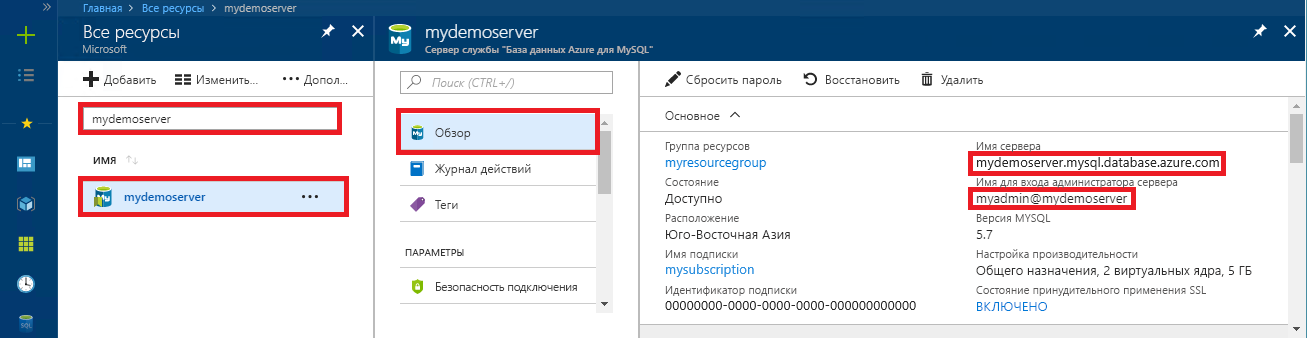 Главная > Все ресурсы > mydemoserver
Все ресурсы
Microsoft
Добавить Изменить... Допол...
mydemoserver
ИМЯ
mydemoserver
mydemoserver
Сервер службы "База данных Azure для MySQL"
Поиск (CTRL+/)
Обзор
Журнал действий
Теги
ПАРАМЕТРЫ
Безопасность подключения
Сбросить пароль Восстановить Удалить
Основное
Группа ресурсов
myresourcegroup
Состояние
Доступно
Расположение
Юго-Восточная Азия
Имя подписки
mysubscription
Идентификатор подписки
00000000-0000-0000-0000-000000000000
Имя сервера
mydemoserver.mysql.database.azure.com
Имя для входа администратора сервера
myadmin@mydemoserver
Версия MYSQL
5.7
Настройка производительности
Общего назначения, 2 виртуальных ядра, 5 ГБ
Состояние принудительного применения SSL
ВКЛЮЧЕНО
My
My
My
SQL